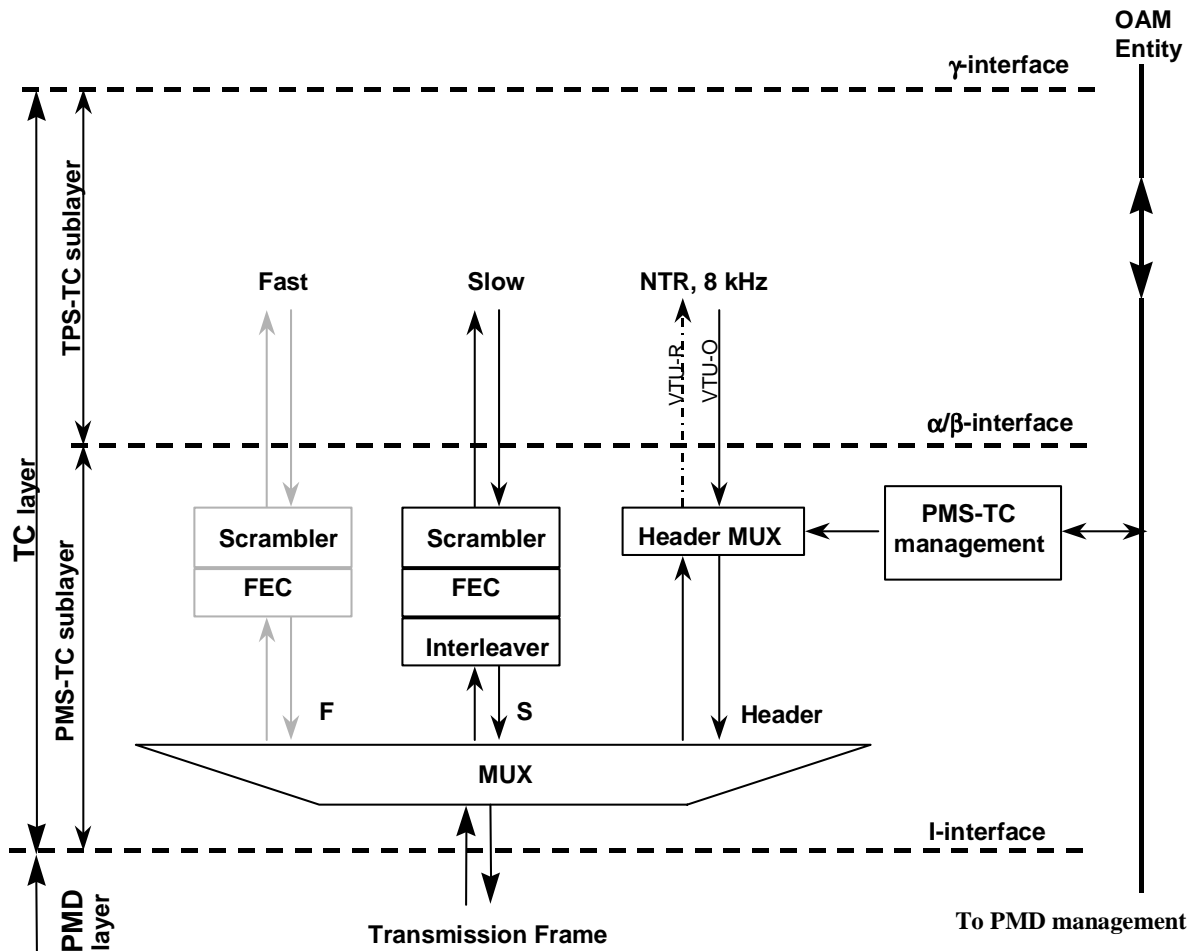 OAM
Entity
γ-interface
TPS-TC sublayer
Fast
Slow
NTR, 8 kHz
VTU-R
VTU-O
α/β-interface
TC layer
PMS-TC sublayer
Scrambler
FEC
Scrambler
FEC
Interleaver
Header MUX
PMS-TC
management
F
S
Header
MUX
I-interface
PMD
layer
Transmission Frame
To PMD management